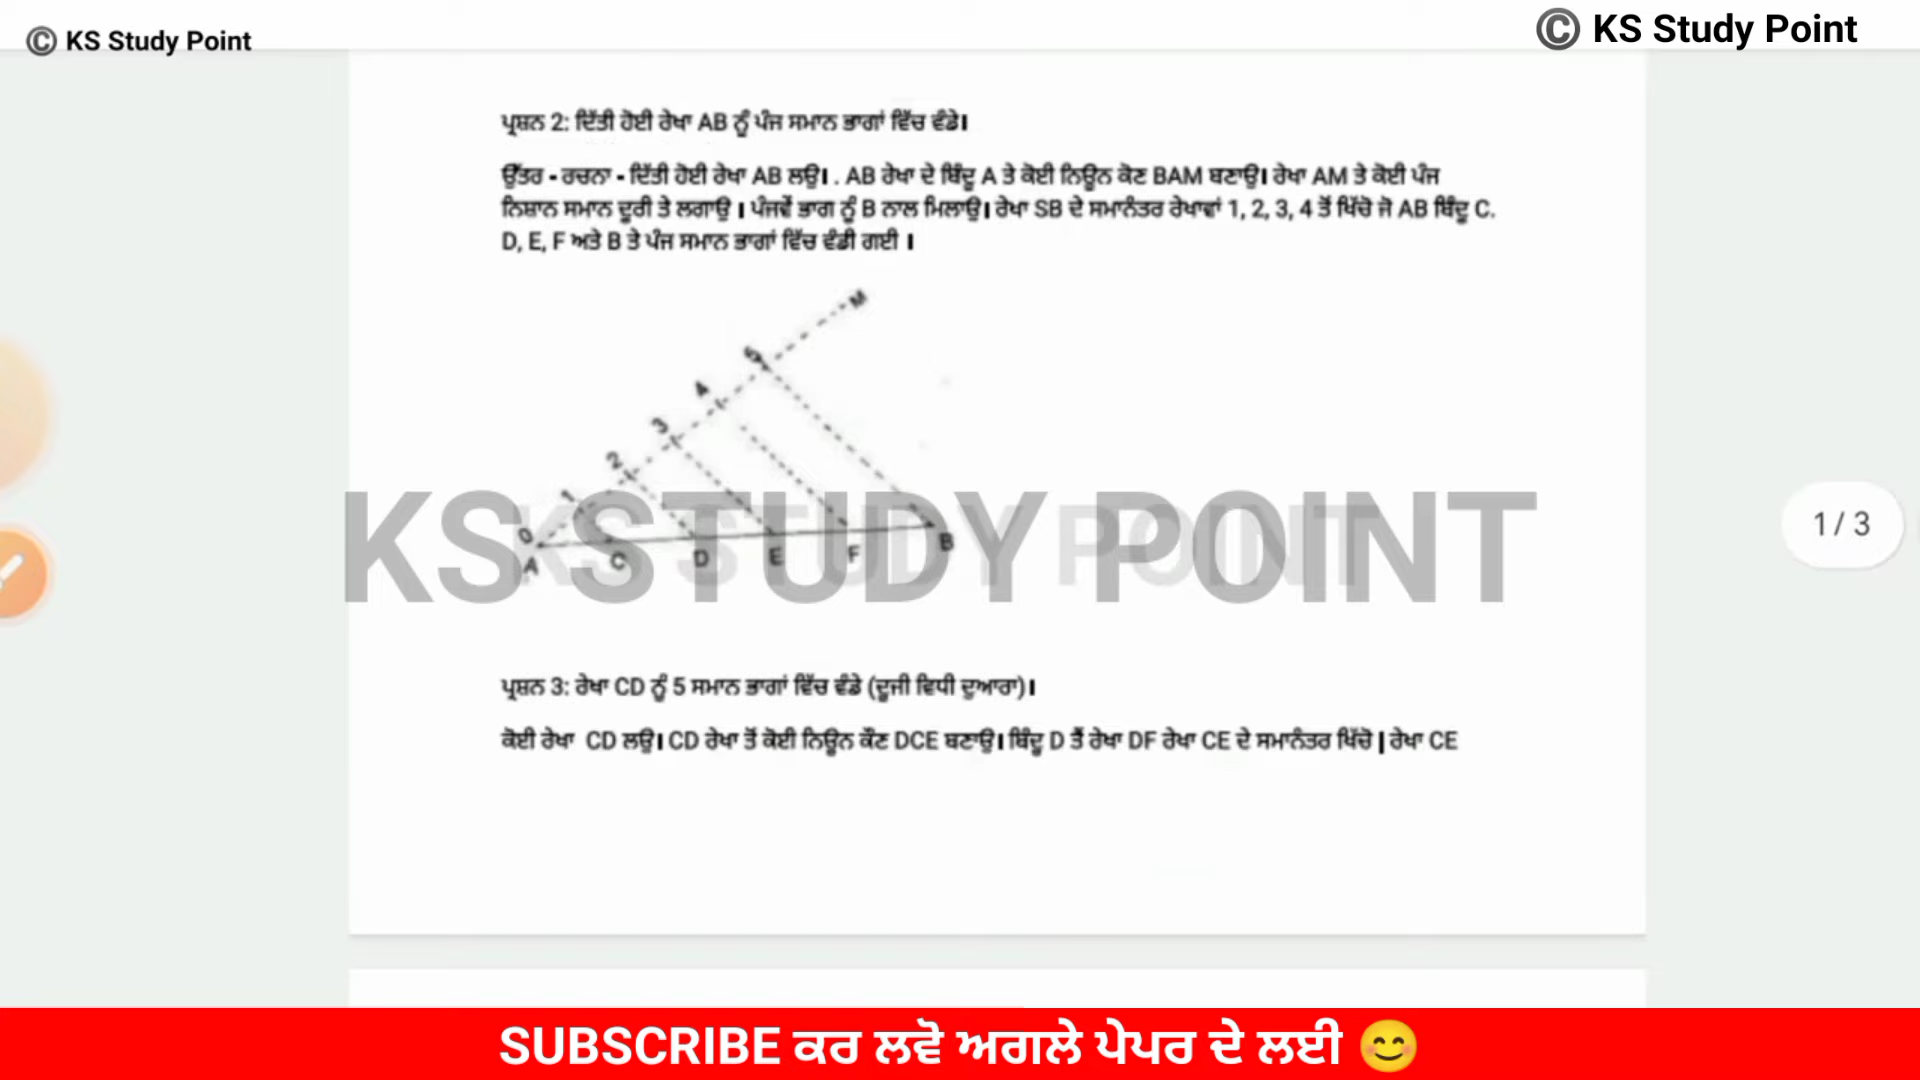 © KS Study Point
© KS Study Point
ਪ੍ਰਸ਼ਨ 2: ਦਿੱਤੀ ਹੋਈ ਰੇਖਾ AB ਨੂੰ ਪੰਜ ਸਮਾਨ ਭਾਗਾਂ ਵਿੱਚ ਵੰਡੋ।
ਉੱਤਰ - ਰਚਨਾ - ਦਿੱਤੀ ਹੋਈ ਰੇਖਾ AB ਲਉ। . AB ਰੇਖਾ ਦੇ ਬਿੰਦੂ A ਤੇ ਕੋਈ ਨਿਊਨ ਕੋਣ BAM ਬਣਾਉ। ਰੇਖਾ AM ਤੇ ਕੋਈ ਪੰਜ
ਨਿਸ਼ਾਨ ਸਮਾਨ ਦੂਰੀ ਤੇ ਲਗਾਉ । ਪੰਜਵੇਂ ਭਾਗ ਨੂੰ B ਨਾਲ ਮਿਲਾਉ। ਰੇਖਾ SB ਦੇ ਸਮਾਨੰਤਰ ਰੇਖਾਵਾਂ 1, 2, 3, 4 ਤੋਂ ਖਿੱਚੋ ਜੋ AB ਬਿੰਦੂ C.
D, E, F ਅਤੇ B ਤੇ ਪੰਜ ਸਮਾਨ ਭਾਗਾਂ ਵਿੱਚ ਵੰਡੀ ਗਈ ।
M
5
4
3
2
1
0
A C D E F B
KS STUDY POINT
1 / 3
ਪ੍ਰਸ਼ਨ 3: ਰੇਖਾ CD ਨੂੰ 5 ਸਮਾਨ ਭਾਗਾਂ ਵਿੱਚ ਵੰਡੋ (ਦੂਜੀ ਵਿਧੀ ਦੁਆਰਾ)।
ਕੋਈ ਰੇਖਾ CD ਲਉ। CD ਰੇਖਾ ਤੋਂ ਕੋਈ ਨਿਊਨ ਕੌਣ DCE ਬਣਾਉ। ਬਿੰਦੂ D ਤੋਂ ਰੇਖਾ DF ਰੇਖਾ CE ਦੇ ਸਮਾਨੰਤਰ ਖਿੱਚੋ | ਰੇਖਾ CE
SUBSCRIBE ਕਰ ਲਵੋ ਅਗਲੇ ਪੇਪਰ ਦੇ ਲਈ 😊